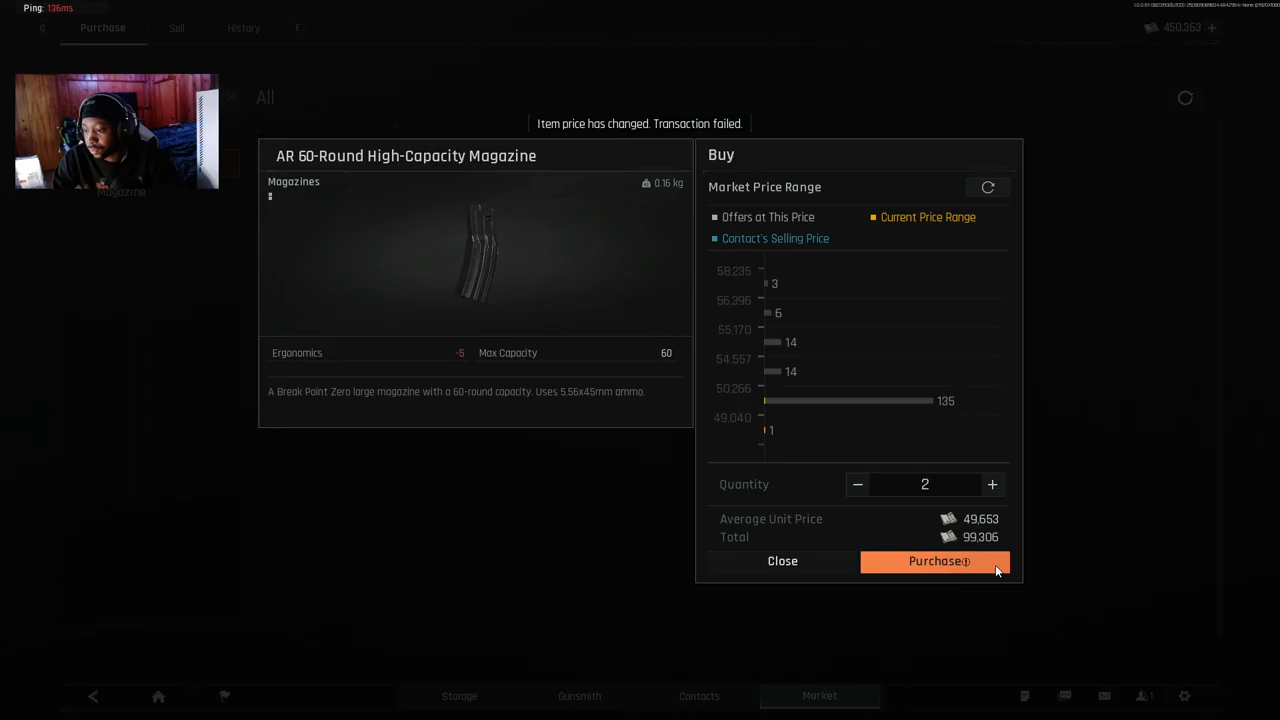 Ping: 136ms
Q Purchase Sell History E
450,363 +
All
Item price has changed. Transaction failed.
AR 60-Round High-Capacity Magazine
Magazines
0.16 kg
Magazine
Ergonomics -5 Max Capacity 60
A Break Point Zero large magazine with a 60-round capacity. Uses 5.56x45mm ammo.
Buy
Market Price Range
Offers at This Price Current Price Range
Contact's Selling Price
58,235
3
56,396
6
55,170
14
54,557
14
50,266
135
49,040
1
Quantity − 2 +
Average Unit Price 49,653
Total 99,306
Close Purchase
Storage Gunsmith Contacts Market
1